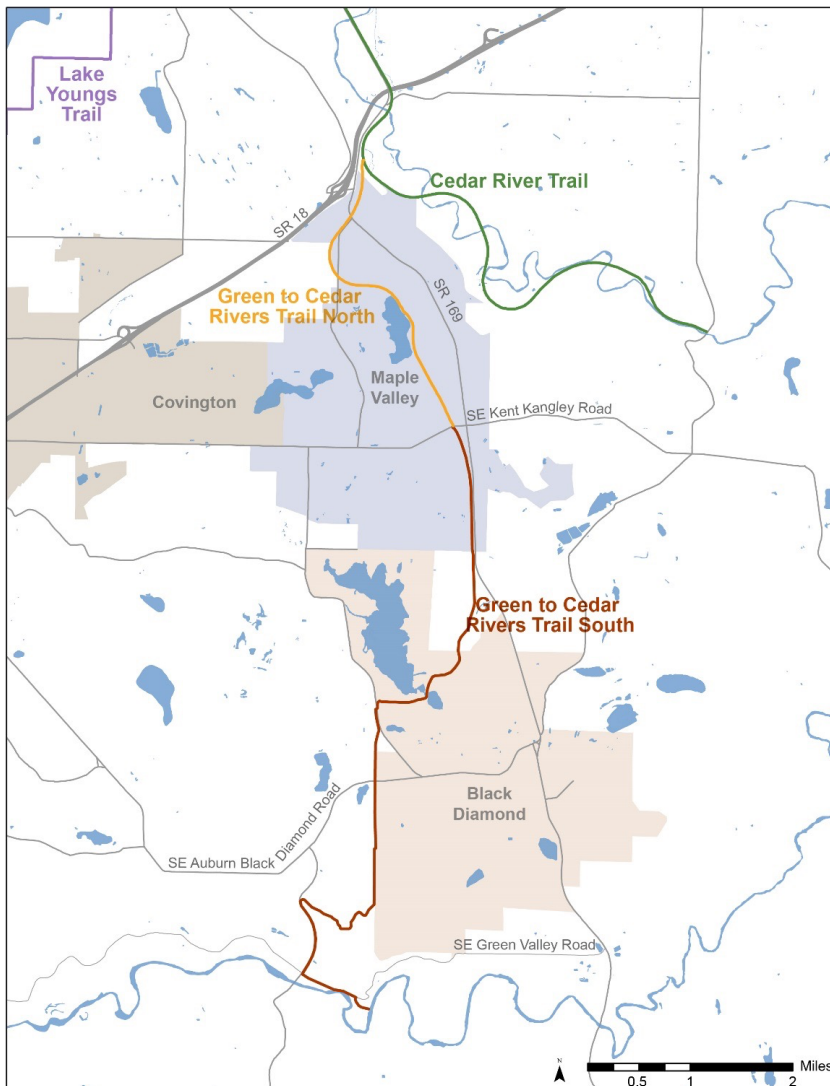 Lake
Youngs
Trail
Cedar River Trail
SR 18
Green to Cedar
Rivers Trail North
SR 169
Maple
Valley
Covington
SE Kent Kangley Road
Green to Cedar
Rivers Trail South
Black
Diamond
SE Auburn Black Diamond Road
SE Green Valley Road
N
Miles
0.5 1 2